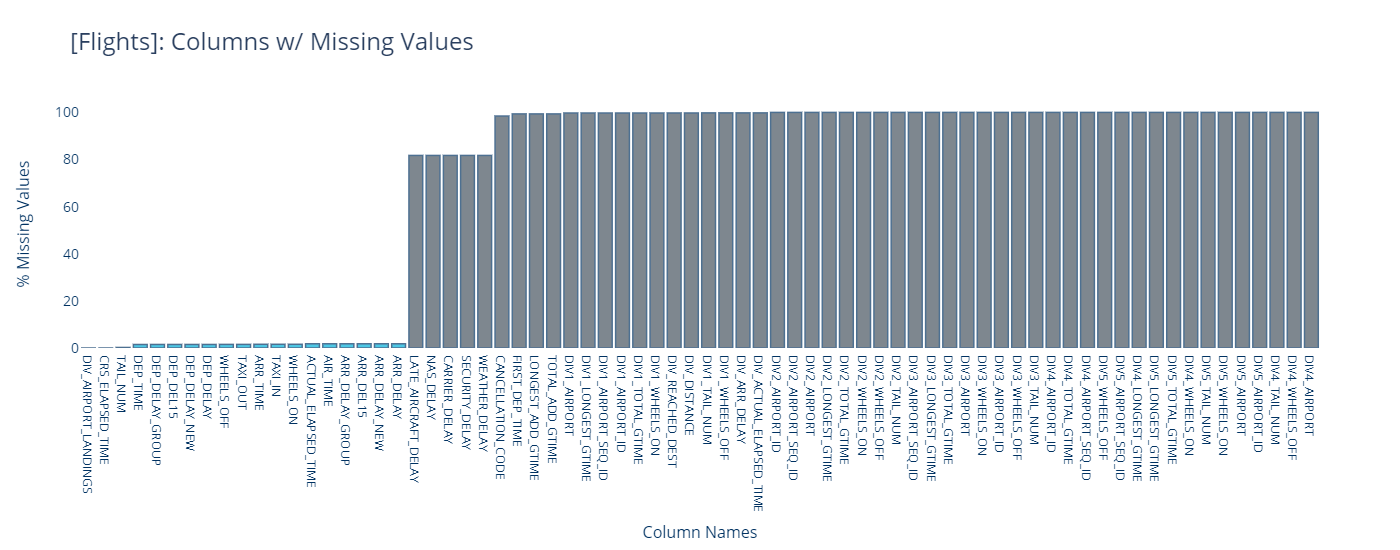 [Flights]: Columns w/ Missing Values
% Missing Values
100
80
60
40
20
0
DIV_AIRPORT_LANDINGS
CRS_ELAPSED_TIME
TAIL_NUM
DEP_TIME
DEP_DELAY_GROUP
DEP_DEL15
DEP_DELAY_NEW
DEP_DELAY
WHEELS_OFF
TAXI_OUT
ARR_TIME
TAXI_IN
WHEELS_ON
ACTUAL_ELAPSED_TIME
AIR_TIME
ARR_DELAY_GROUP
ARR_DEL15
ARR_DELAY_NEW
ARR_DELAY
LATE_AIRCRAFT_DELAY
NAS_DELAY
CARRIER_DELAY
SECURITY_DELAY
WEATHER_DELAY
CANCELLATION_CODE
FIRST_DEP_TIME
LONGEST_ADD_GTIME
TOTAL_ADD_GTIME
DIV1_AIRPORT
DIV1_LONGEST_GTIME
DIV1_AIRPORT_SEQ_ID
DIV1_AIRPORT_ID
DIV1_TOTAL_GTIME
DIV1_WHEELS_ON
DIV_REACHED_DEST
DIV_DISTANCE
DIV1_TAIL_NUM
DIV1_WHEELS_OFF
DIV_ARR_DELAY
DIV_ACTUAL_ELAPSED_TIME
DIV2_AIRPORT_ID
DIV2_AIRPORT_SEQ_ID
DIV2_AIRPORT
DIV2_LONGEST_GTIME
DIV2_TOTAL_GTIME
DIV2_WHEELS_ON
DIV2_WHEELS_OFF
DIV2_TAIL_NUM
DIV3_AIRPORT_SEQ_ID
DIV3_LONGEST_GTIME
DIV3_TOTAL_GTIME
DIV3_AIRPORT
DIV3_WHEELS_ON
DIV3_AIRPORT_ID
DIV3_WHEELS_OFF
DIV3_TAIL_NUM
DIV4_AIRPORT_ID
DIV4_TOTAL_GTIME
DIV4_AIRPORT_SEQ_ID
DIV5_WHEELS_OFF
DIV5_AIRPORT_SEQ_ID
DIV4_LONGEST_GTIME
DIV5_LONGEST_GTIME
DIV5_TOTAL_GTIME
DIV4_WHEELS_ON
DIV5_TAIL_NUM
DIV5_WHEELS_ON
DIV5_AIRPORT
DIV5_AIRPORT_ID
DIV4_TAIL_NUM
DIV4_WHEELS_OFF
DIV4_AIRPORT
Column Names